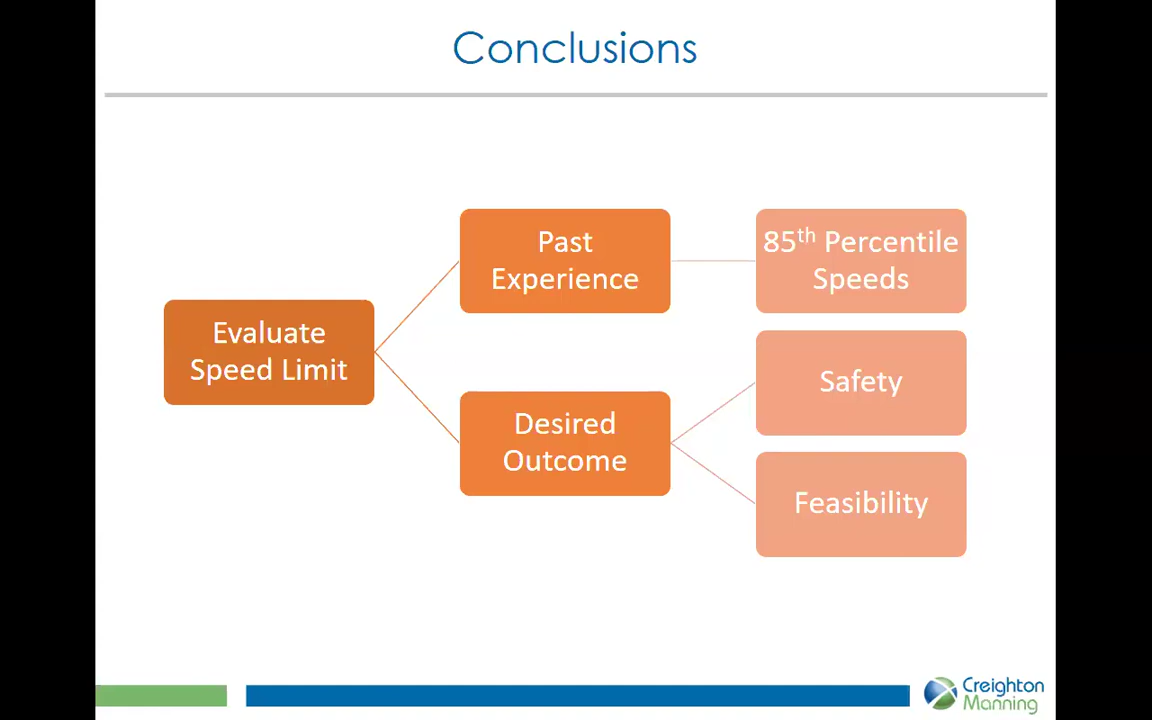 Conclusions
Evaluate
Speed Limit
Past
Experience
85th Percentile
Speeds
Desired
Outcome
Safety
Feasibility
Creighton
Manning